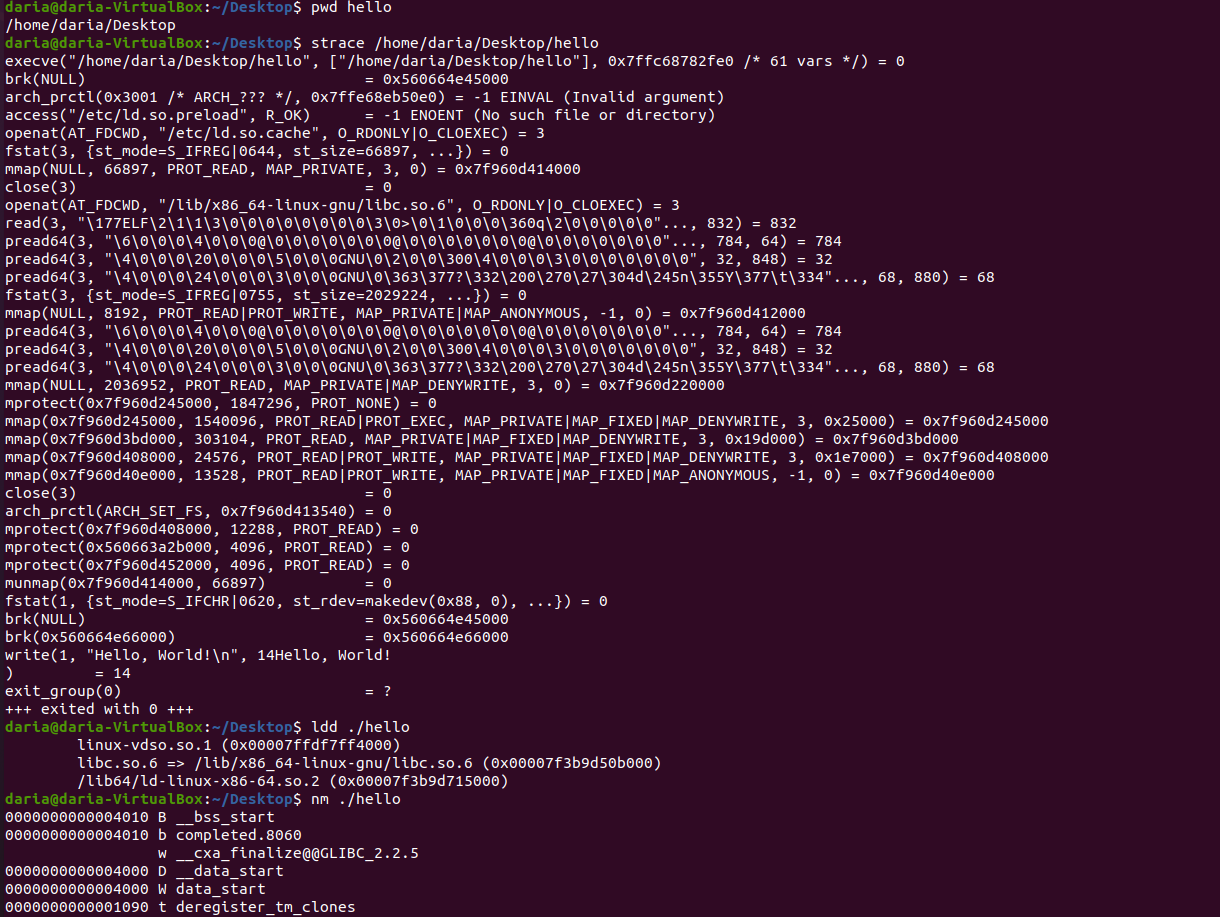 daria@daria-VirtualBox:~/Desktop$ pwd hello
/home/daria/Desktop
daria@daria-VirtualBox:~/Desktop$ strace /home/daria/Desktop/hello
execve("/home/daria/Desktop/hello", ["/home/daria/Desktop/hello"], 0x7ffc68782fe0 /* 61 vars */) = 0
brk(NULL)                               = 0x560664e45000
arch_prctl(0x3001 /* ARCH_??? */, 0x7ffe68eb50e0) = -1 EINVAL (Invalid argument)
access("/etc/ld.so.preload", R_OK)      = -1 ENOENT (No such file or directory)
openat(AT_FDCWD, "/etc/ld.so.cache", O_RDONLY|O_CLOEXEC) = 3
fstat(3, {st_mode=S_IFREG|0644, st_size=66897, ...}) = 0
mmap(NULL, 66897, PROT_READ, MAP_PRIVATE, 3, 0) = 0x7f960d414000
close(3)                                = 0
openat(AT_FDCWD, "/lib/x86_64-linux-gnu/libc.so.6", O_RDONLY|O_CLOEXEC) = 3
read(3, "\177ELF\2\1\1\3\0\0\0\0\0\0\0\0\3\0>\0\1\0\0\0\360q\2\0\0\0\0\0"..., 832) = 832
pread64(3, "\6\0\0\0\4\0\0\0@\0\0\0\0\0\0\0@\0\0\0\0\0\0\0@\0\0\0\0\0\0\0"..., 784, 64) = 784
pread64(3, "\4\0\0\0\20\0\0\0\5\0\0\0GNU\0\2\0\0\300\4\0\0\0\3\0\0\0\0\0\0\0", 32, 848) = 32
pread64(3, "\4\0\0\0\24\0\0\0\3\0\0\0GNU\0\363\377?\332\200\270\27\304d\245n\355Y\377\t\334"..., 68, 880) = 68
fstat(3, {st_mode=S_IFREG|0755, st_size=2029224, ...}) = 0
mmap(NULL, 8192, PROT_READ|PROT_WRITE, MAP_PRIVATE|MAP_ANONYMOUS, -1, 0) = 0x7f960d412000
pread64(3, "\6\0\0\0\4\0\0\0@\0\0\0\0\0\0\0@\0\0\0\0\0\0\0@\0\0\0\0\0\0\0"..., 784, 64) = 784
pread64(3, "\4\0\0\0\20\0\0\0\5\0\0\0GNU\0\2\0\0\300\4\0\0\0\3\0\0\0\0\0\0\0", 32, 848) = 32
pread64(3, "\4\0\0\0\24\0\0\0\3\0\0\0GNU\0\363\377?\332\200\270\27\304d\245n\355Y\377\t\334"..., 68, 880) = 68
mmap(NULL, 2036952, PROT_READ, MAP_PRIVATE|MAP_DENYWRITE, 3, 0) = 0x7f960d220000
mprotect(0x7f960d245000, 1847296, PROT_NONE) = 0
mmap(0x7f960d245000, 1540096, PROT_READ|PROT_EXEC, MAP_PRIVATE|MAP_FIXED|MAP_DENYWRITE, 3, 0x25000) = 0x7f960d245000
mmap(0x7f960d3bd000, 303104, PROT_READ, MAP_PRIVATE|MAP_FIXED|MAP_DENYWRITE, 3, 0x19d000) = 0x7f960d3bd000
mmap(0x7f960d408000, 24576, PROT_READ|PROT_WRITE, MAP_PRIVATE|MAP_FIXED|MAP_DENYWRITE, 3, 0x1e7000) = 0x7f960d408000
mmap(0x7f960d40e000, 13528, PROT_READ|PROT_WRITE, MAP_PRIVATE|MAP_FIXED|MAP_ANONYMOUS, -1, 0) = 0x7f960d40e000
close(3)                                = 0
arch_prctl(ARCH_SET_FS, 0x7f960d413540) = 0
mprotect(0x7f960d408000, 12288, PROT_READ) = 0
mprotect(0x560663a2b000, 4096, PROT_READ) = 0
mprotect(0x7f960d452000, 4096, PROT_READ) = 0
munmap(0x7f960d414000, 66897)           = 0
fstat(1, {st_mode=S_IFCHR|0620, st_rdev=makedev(0x88, 0), ...}) = 0
brk(NULL)                               = 0x560664e45000
brk(0x560664e66000)                     = 0x560664e66000
write(1, "Hello, World!\n", 14Hello, World!
)         = 14
exit_group(0)                           = ?
+++ exited with 0 +++
daria@daria-VirtualBox:~/Desktop$ ldd ./hello
        linux-vdso.so.1 (0x00007ffdf7ff4000)
        libc.so.6 => /lib/x86_64-linux-gnu/libc.so.6 (0x00007f3b9d50b000)
        /lib64/ld-linux-x86-64.so.2 (0x00007f3b9d715000)
daria@daria-VirtualBox:~/Desktop$ nm ./hello
0000000000004010 B __bss_start
0000000000004010 b completed.8060
                 w __cxa_finalize@@GLIBC_2.2.5
0000000000004000 D __data_start
0000000000004000 W data_start
0000000000001090 t deregister_tm_clones